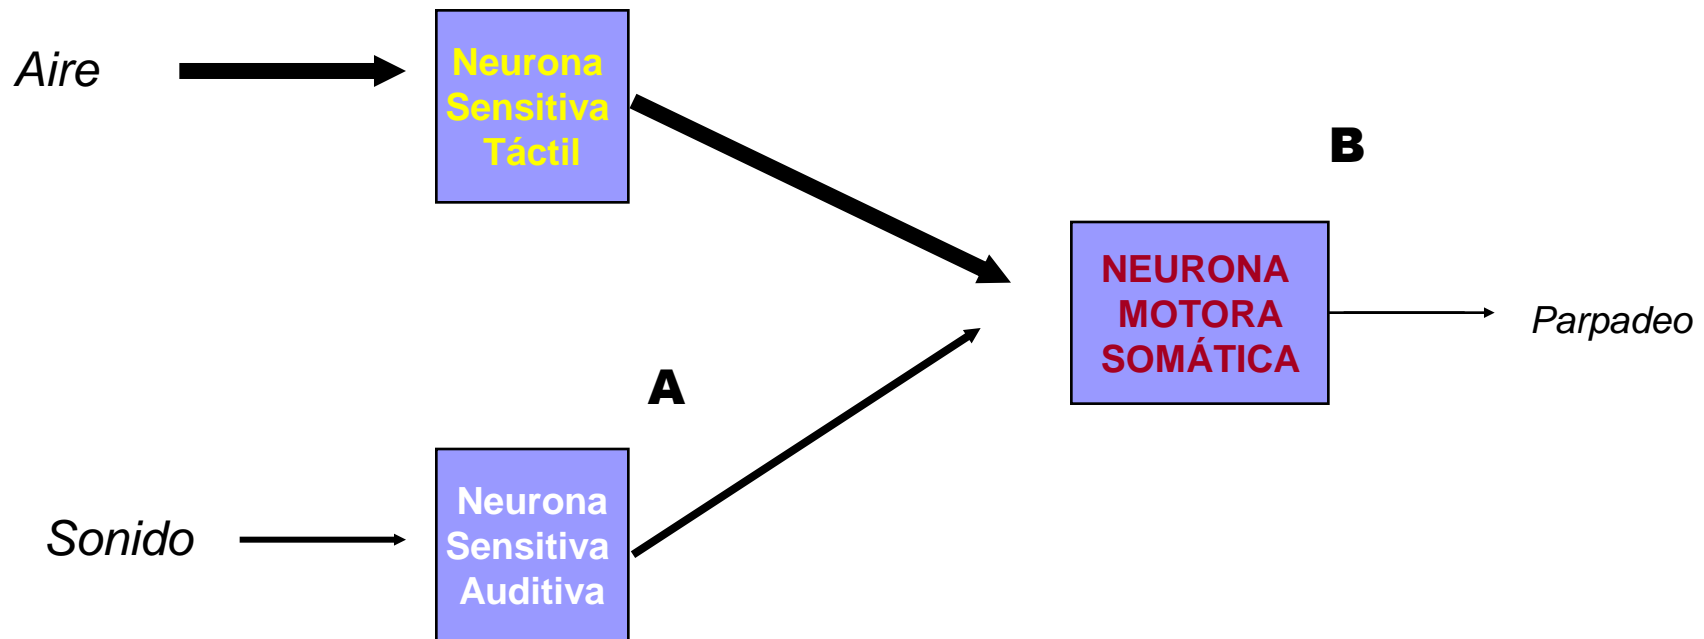 Aire
Neurona
Sensitiva
Táctil
B
NEURONA
MOTORA
SOMÁTICA
Parpadeo
A
Sonido
Neurona
Sensitiva
Auditiva